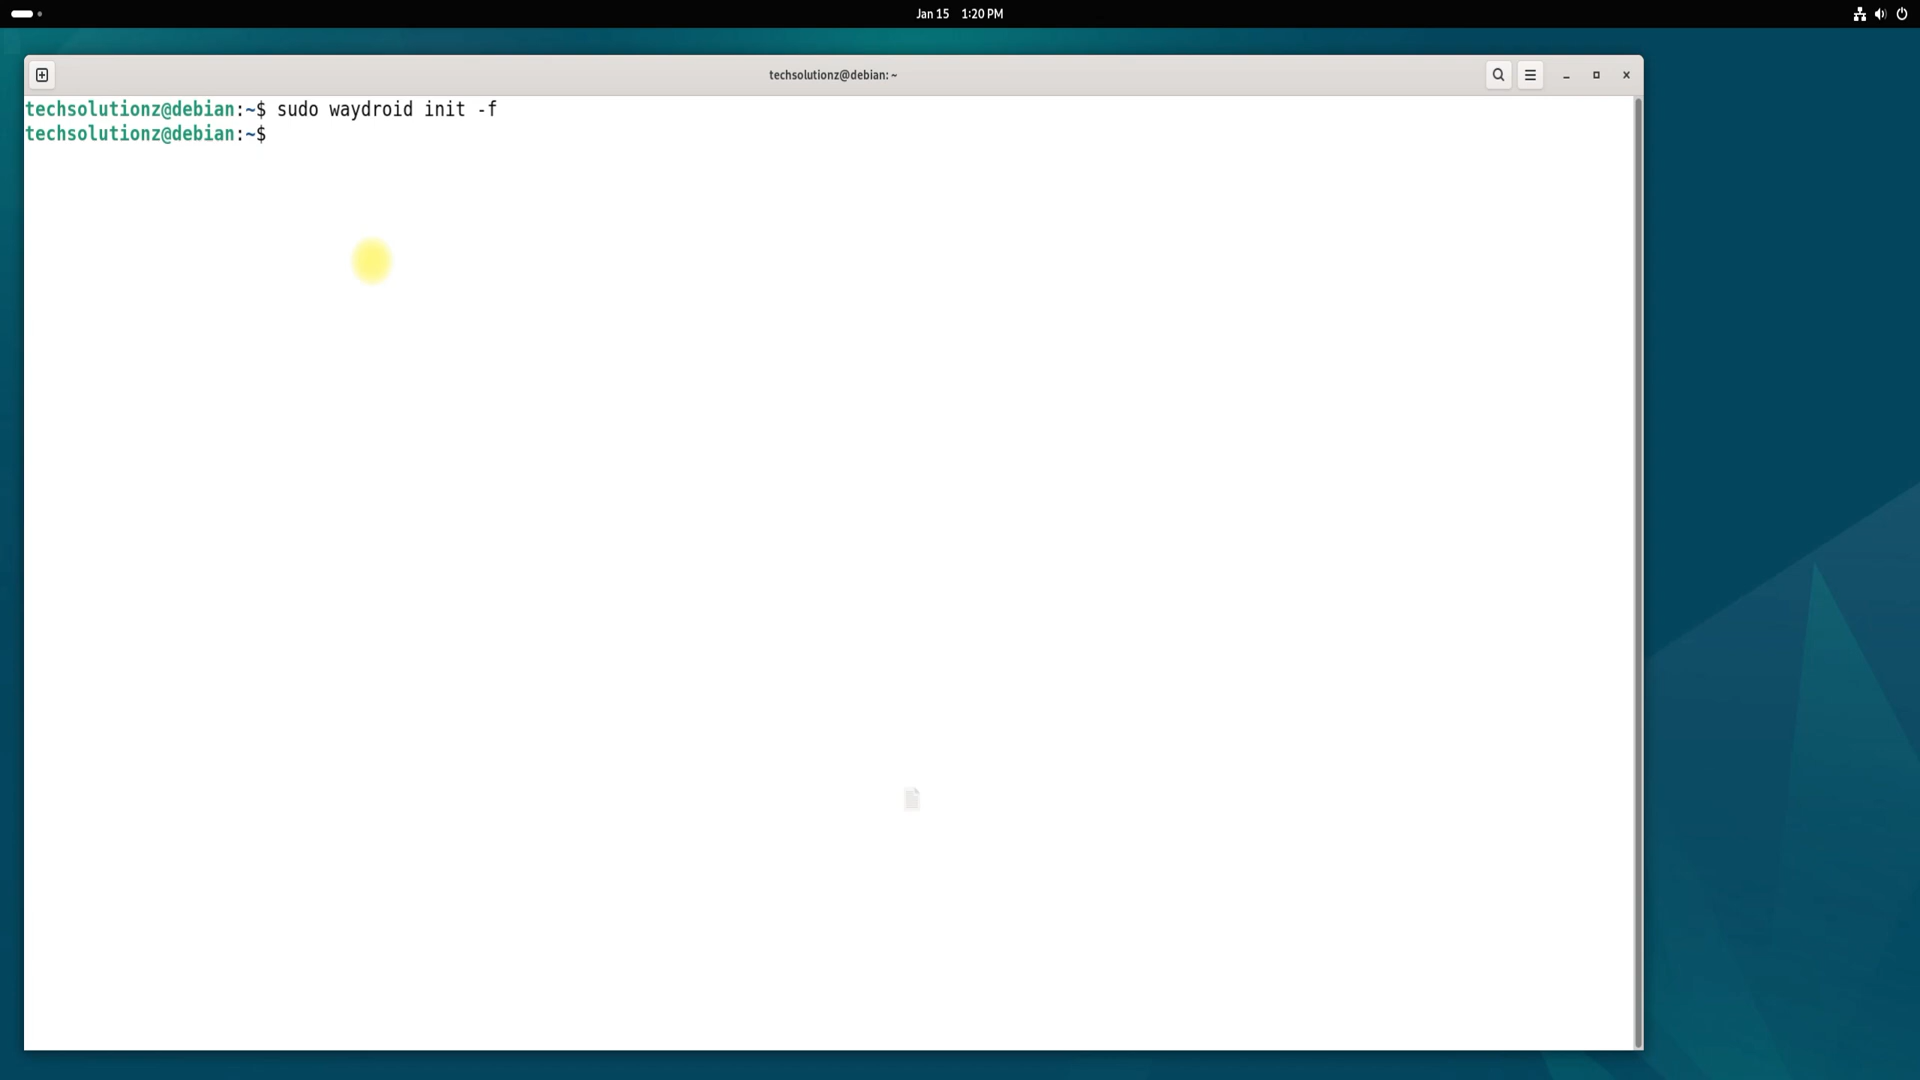 Jan 15 1:20 PM
techsolutionz@debian: ~
techsolutionz@debian:~$ sudo waydroid init -f
techsolutionz@debian:~$